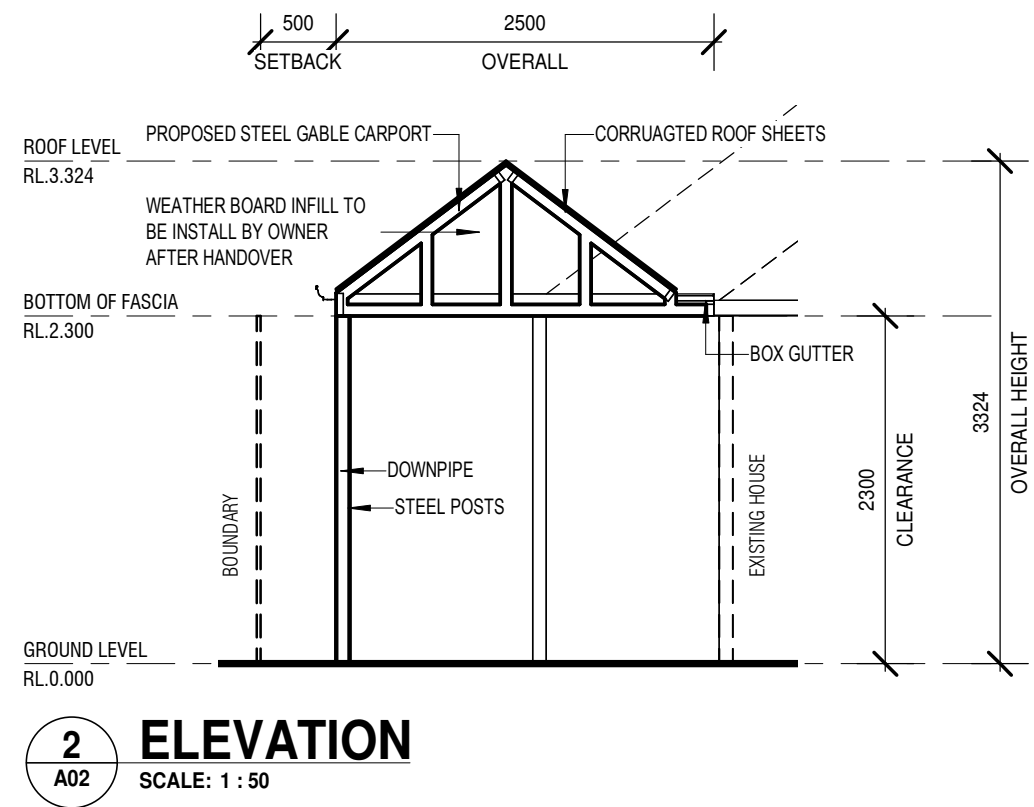 500
2500
SETBACK
OVERALL
ROOF LEVEL
RL.3.324
PROPOSED STEEL GABLE CARPORT
CORRUAGTED ROOF SHEETS
WEATHER BOARD INFILL TO
BE INSTALL BY OWNER
AFTER HANDOVER
BOTTOM OF FASCIA
RL.2.300
BOX GUTTER
DOWNPIPE
STEEL POSTS
BOUNDARY
EXISTING HOUSE
2300
CLEARANCE
3324
OVERALL HEIGHT
GROUND LEVEL
RL.0.000
2
A02
ELEVATION
SCALE: 1 : 50